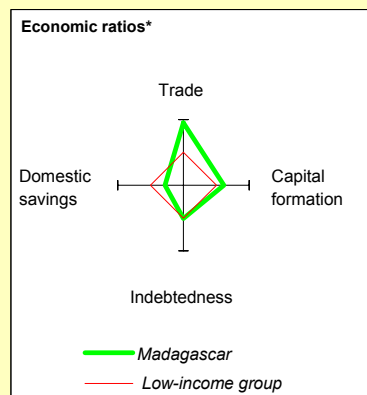 Economic ratios*
Trade
Domestic
savings
Capital
formation
Indebtedness
Madagascar
Low-income group